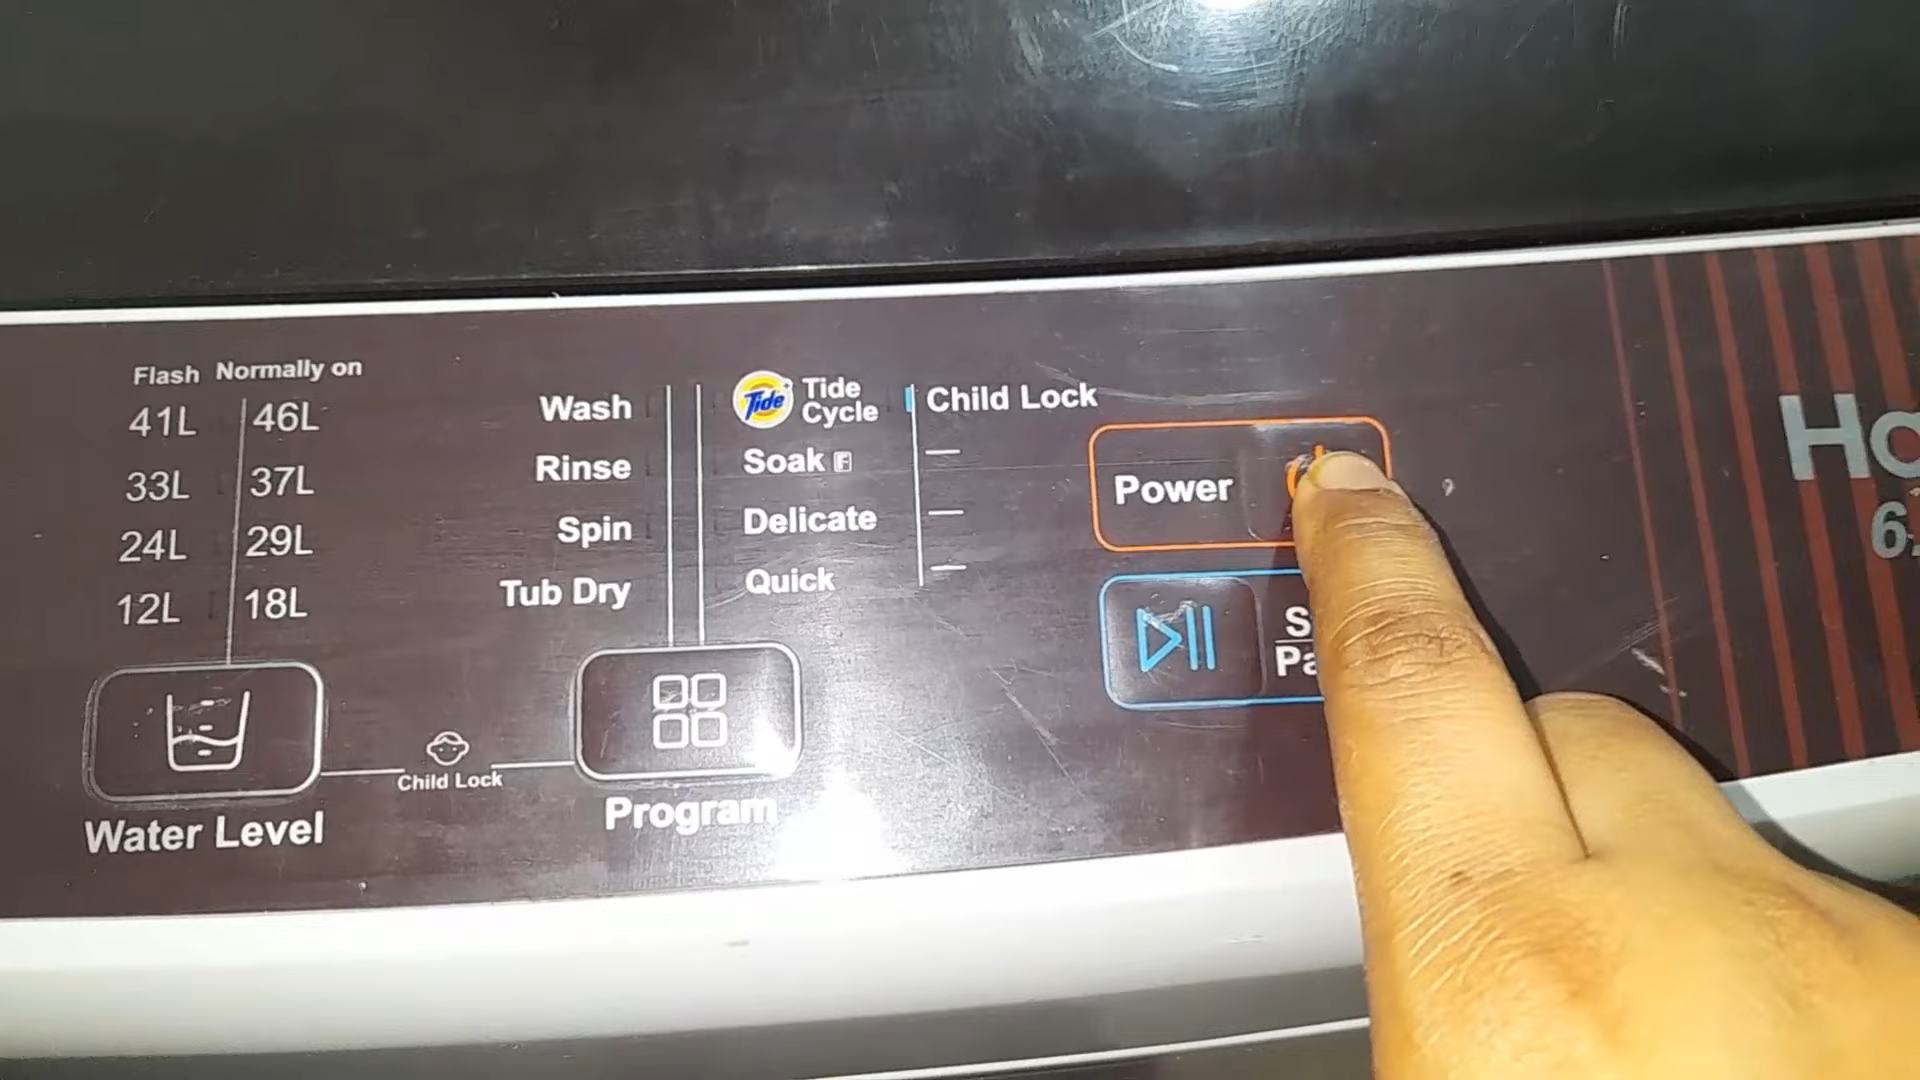 Flash Normally on
41L 46L
33L 37L
24L 29L
12L 18L
Water Level
Child Lock
Wash
Rinse
Spin
Tub Dry
Program
Tide
Tide
Cycle
Soak F
Delicate
Quick
Child Lock
Power